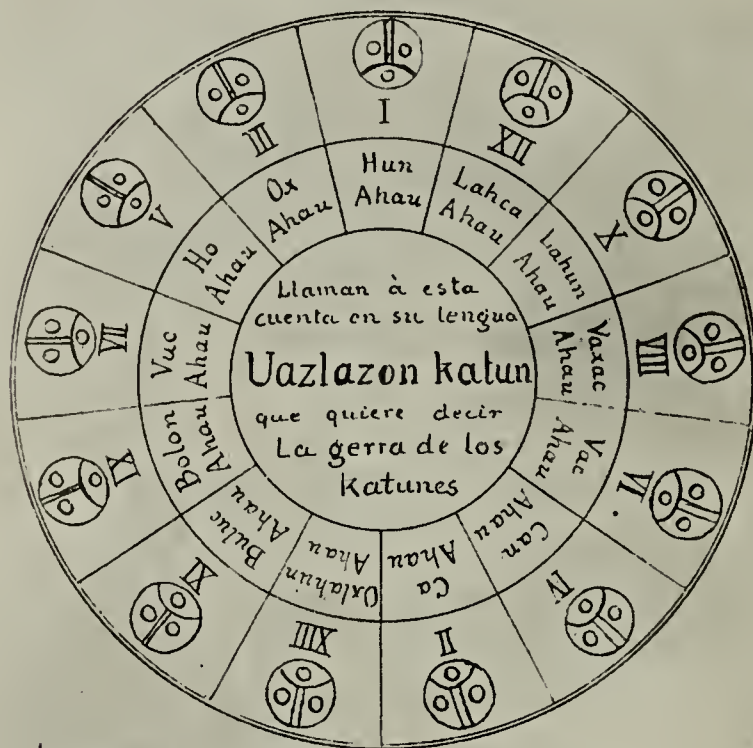 I
XII
X
VIII
VI.
IV
II
XIII
XI
IX
VII
V
III
Hun
Ahau
Lahca
Ahau
Lahun
Ahau
Vaxac
Ahau
Vac
Ahau
Can
Ahau
Ca
Ahau
Oxlahun
Ahau
Buluc
Ahau
Bolon
Ahau
Vuc
Ahau
Ho
Ahau
Ox
Ahau
Llaman à esta
cuenta en su lengua
Uazlazon katun
que quiere decir
La gerra de los
katunes